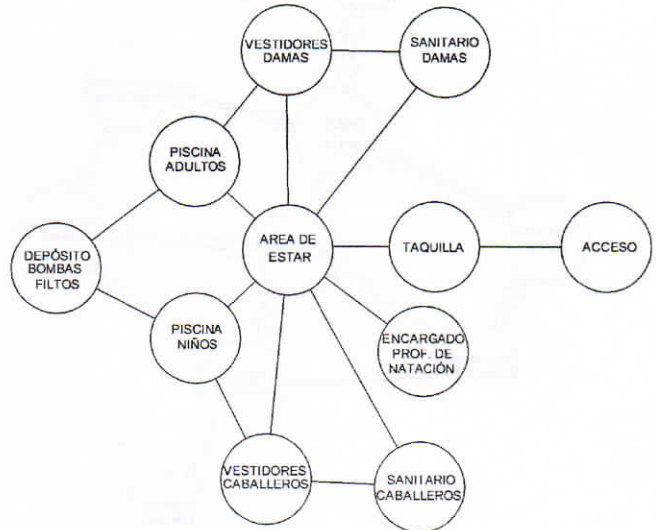 VESTIDORES
DAMAS
SANITARIO
DAMAS
PISCINA
ADULTOS
AREA DE
ESTAR
TAQUILLA
ACCESO
DEPÓSITO
BOMBAS
FILTOS
PISCINA
NIÑOS
ENCARGADO
PROF. DE
NATACIÓN
VESTIDORES
CABALLEROS
SANITARIO
CABALLEROS